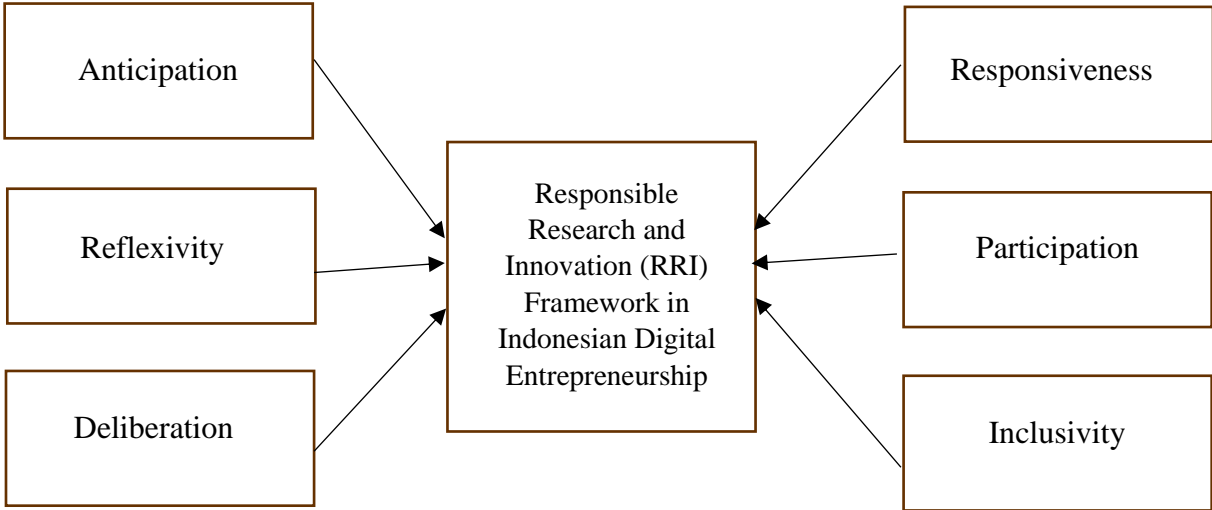 Anticipation
Reflexivity
Deliberation
Responsible
Research and
Innovation (RRI)
Framework in
Indonesian Digital
Entrepreneurship
Responsiveness
Participation
Inclusivity